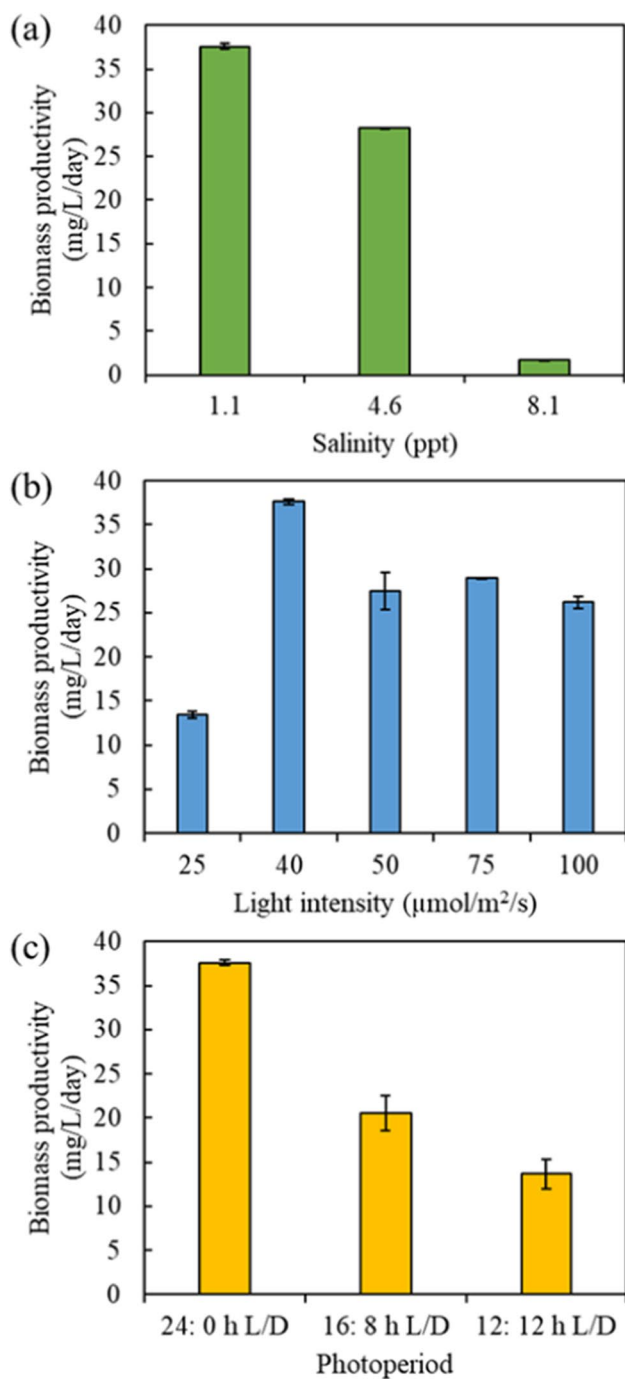 (a)
Biomass productivity
(mg/L/day)
40
35
30
25
20
15
10
5
0
1.1 4.6 8.1
Salinity (ppt)
(b)
Biomass productivity
(mg/L/day)
40
35
30
25
20
15
10
5
0
25 40 50 75 100
Light intensity (µmol/m²/s)
(c)
Biomass productivity
(mg/L/day)
40
35
30
25
20
15
10
5
0
24: 0 h L/D 16: 8 h L/D 12: 12 h L/D
Photoperiod